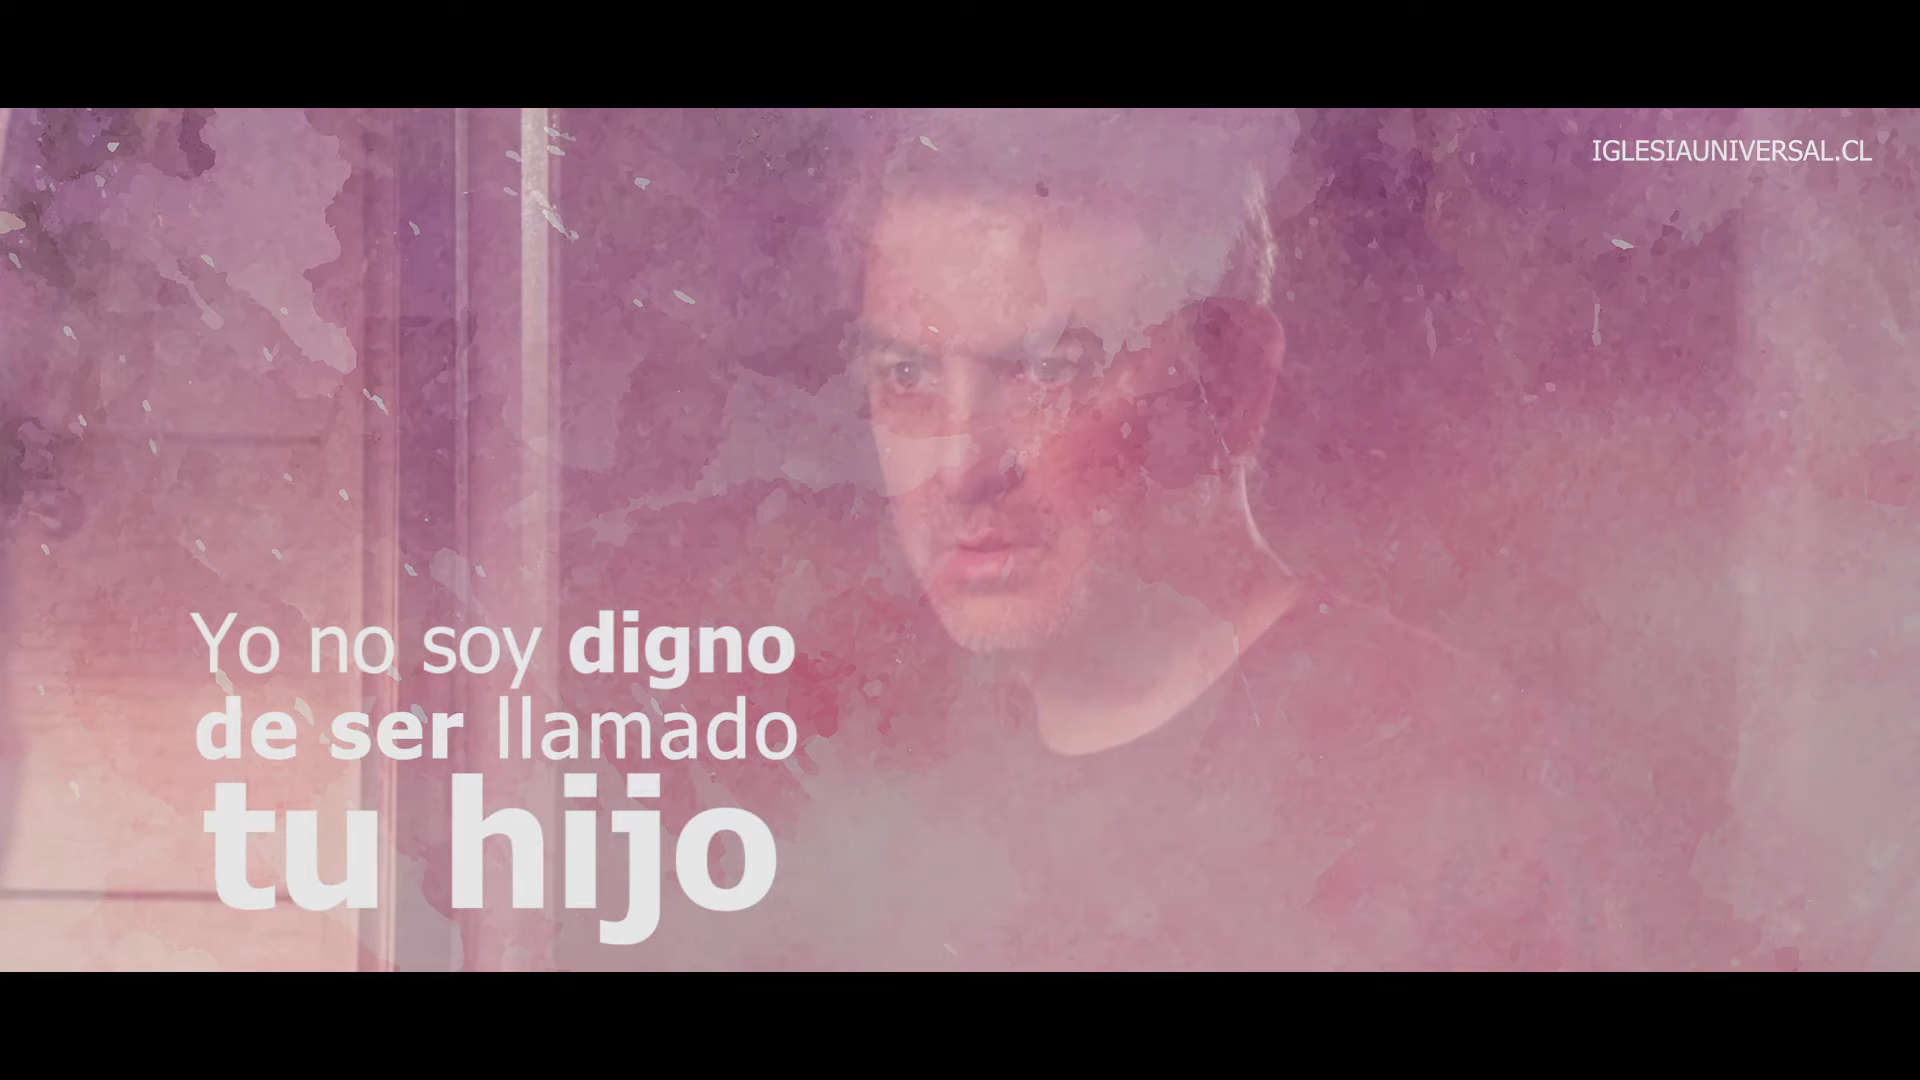 IGLESIAUNIVERSAL.CL
Yo no soy digno
de ser llamado
tu hijo